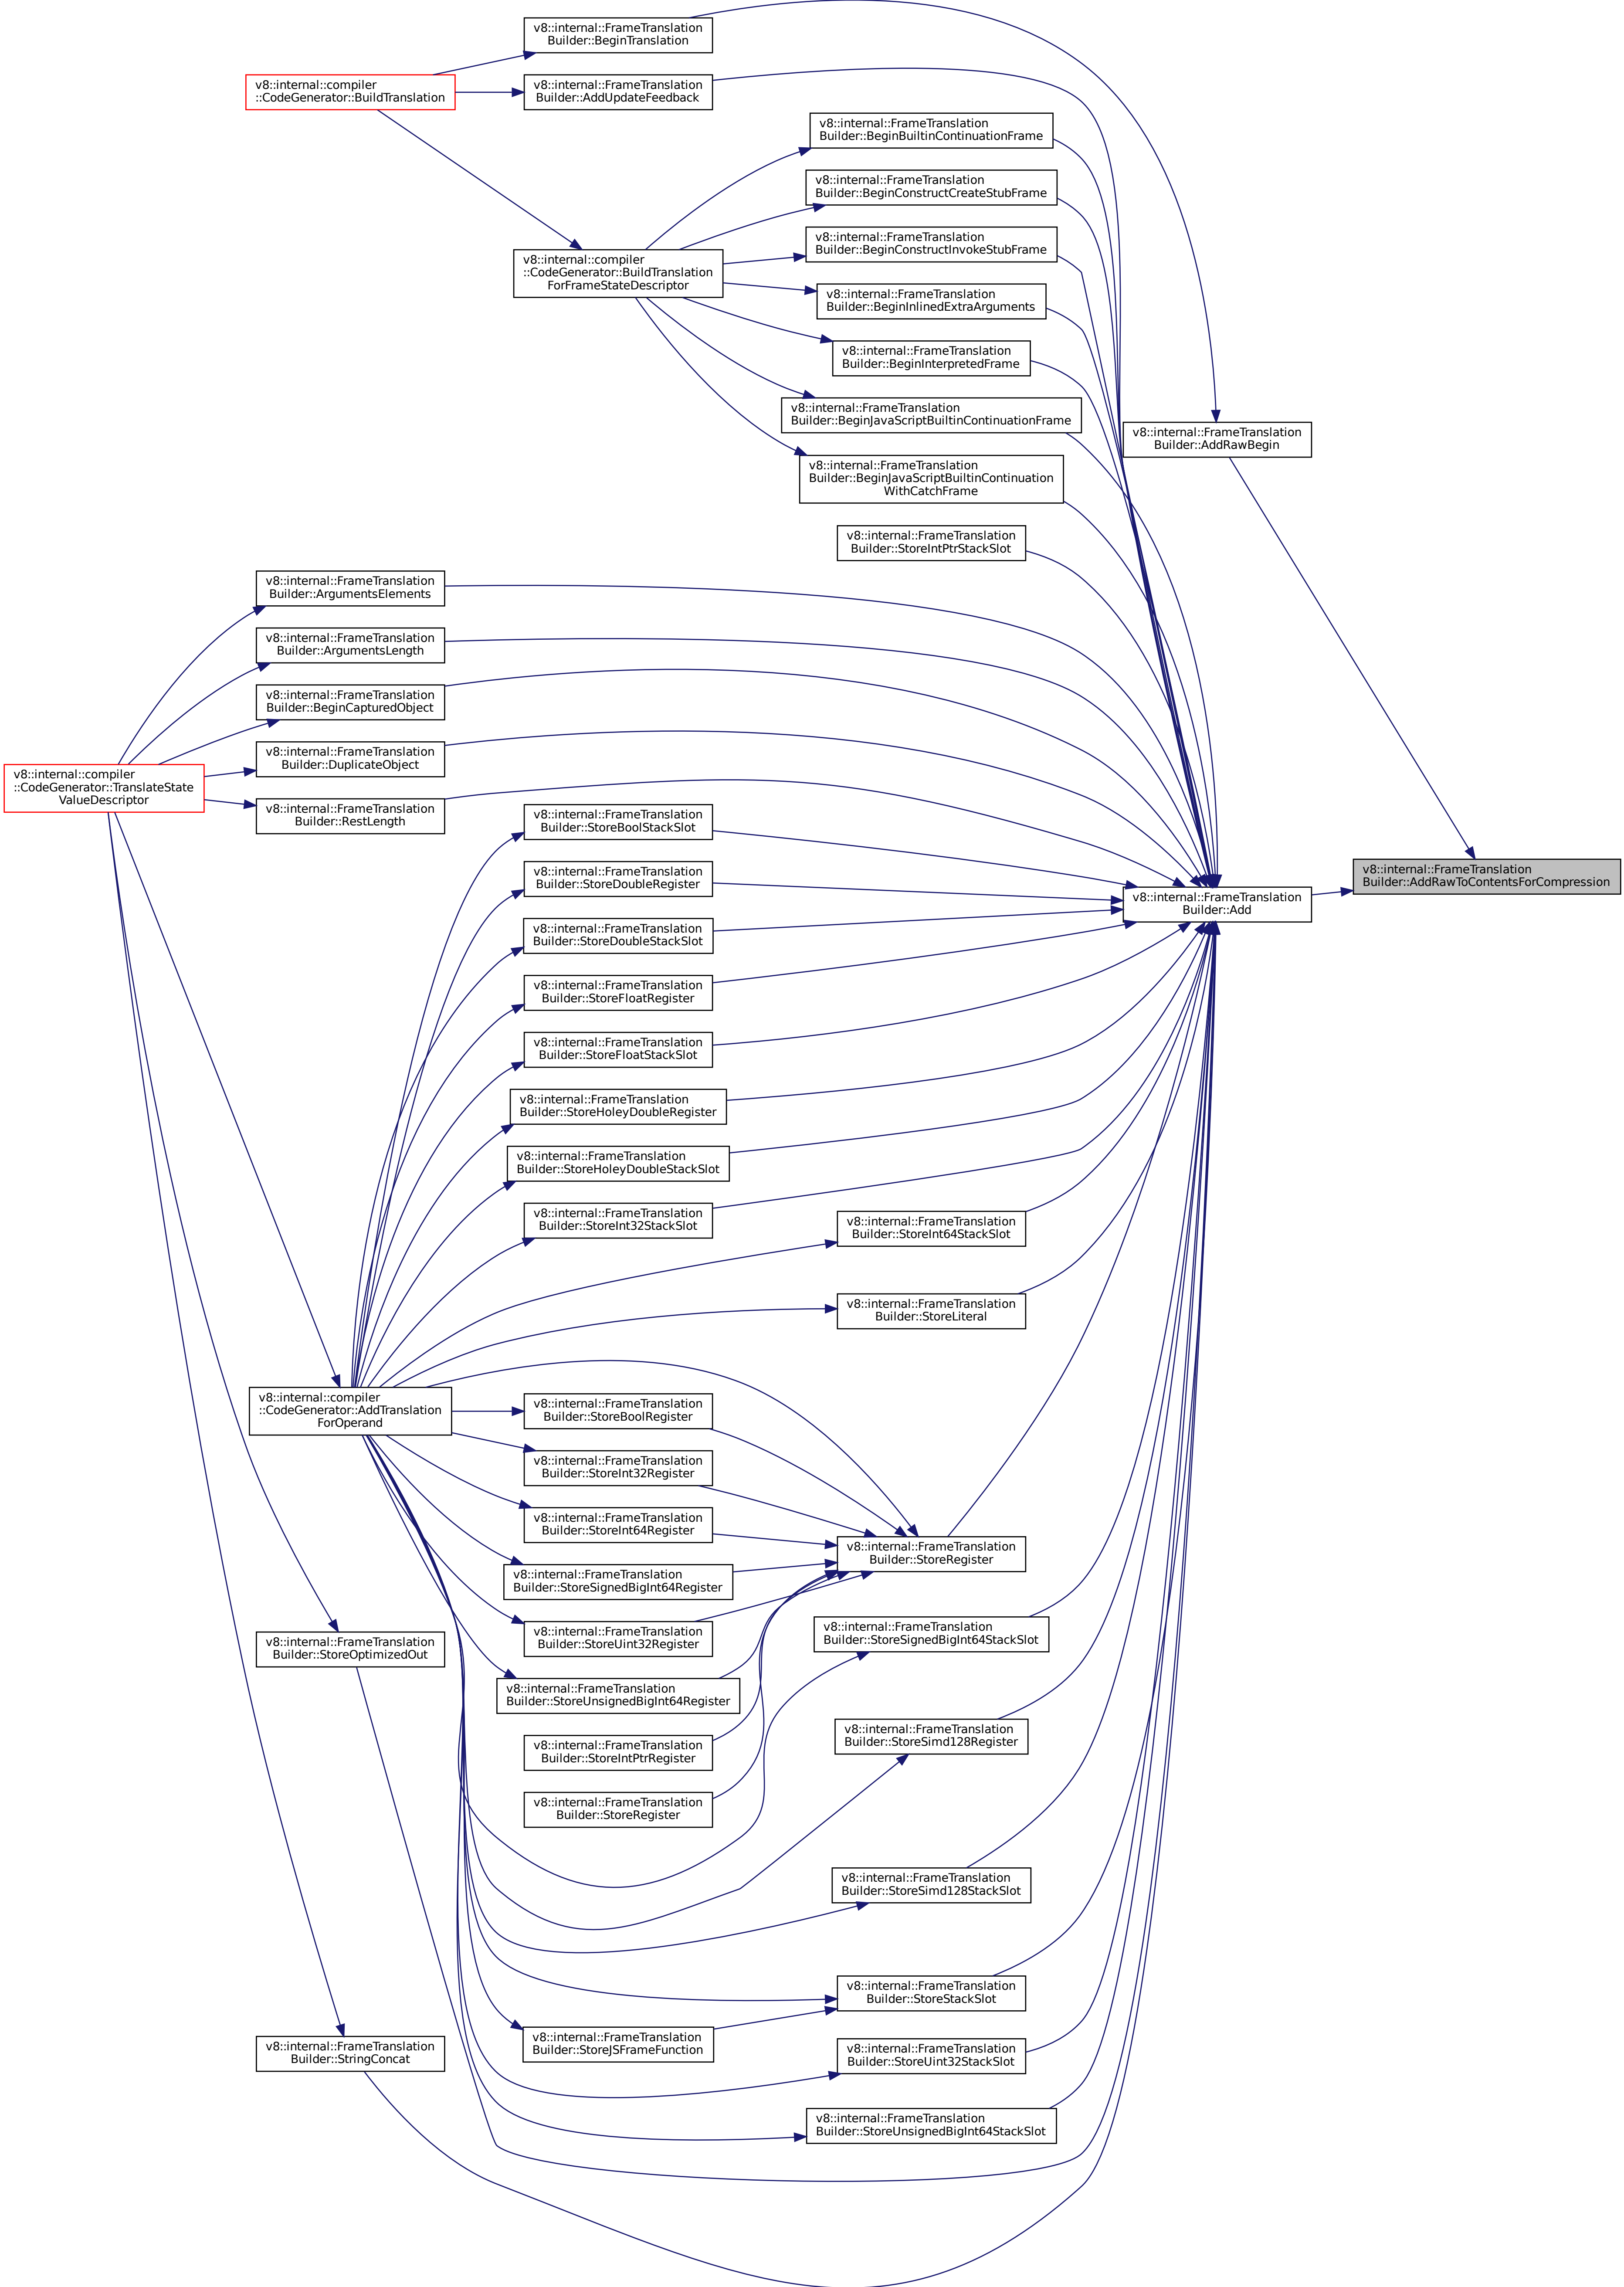 v8::internal::FrameTranslation
Builder::BeginTranslation
v8::internal::compiler
::CodeGenerator::BuildTranslation
v8::internal::FrameTranslation
Builder::AddUpdateFeedback
v8::internal::FrameTranslation
Builder::BeginBuiltinContinuationFrame
v8::internal::FrameTranslation
Builder::BeginConstructCreateStubFrame
v8::internal::FrameTranslation
Builder::BeginConstructInvokeStubFrame
v8::internal::compiler
::CodeGenerator::BuildTranslation
ForFrameStateDescriptor
v8::internal::FrameTranslation
Builder::BeginInlinedExtraArguments
v8::internal::FrameTranslation
Builder::BeginInterpretedFrame
v8::internal::FrameTranslation
Builder::BeginJavaScriptBuiltinContinuationFrame
v8::internal::FrameTranslation
Builder::AddRawBegin
v8::internal::FrameTranslation
Builder::BeginJavaScriptBuiltinContinuation
WithCatchFrame
v8::internal::FrameTranslation
Builder::StoreIntPtrStackSlot
v8::internal::FrameTranslation
Builder::ArgumentsElements
v8::internal::FrameTranslation
Builder::ArgumentsLength
v8::internal::FrameTranslation
Builder::BeginCapturedObject
v8::internal::FrameTranslation
Builder::DuplicateObject
v8::internal::compiler
::CodeGenerator::TranslateState
ValueDescriptor
v8::internal::FrameTranslation
Builder::RestLength
v8::internal::FrameTranslation
Builder::StoreBoolStackSlot
v8::internal::FrameTranslation
Builder::StoreDoubleRegister
v8::internal::FrameTranslation
Builder::AddRawToContentsForCompression
v8::internal::FrameTranslation
Builder::Add
v8::internal::FrameTranslation
Builder::StoreDoubleStackSlot
v8::internal::FrameTranslation
Builder::StoreFloatRegister
v8::internal::FrameTranslation
Builder::StoreFloatStackSlot
v8::internal::FrameTranslation
Builder::StoreHoleyDoubleRegister
v8::internal::FrameTranslation
Builder::StoreHoleyDoubleStackSlot
v8::internal::FrameTranslation
Builder::StoreInt32StackSlot
v8::internal::FrameTranslation
Builder::StoreInt64StackSlot
v8::internal::FrameTranslation
Builder::StoreLiteral
v8::internal::compiler
::CodeGenerator::AddTranslation
ForOperand
v8::internal::FrameTranslation
Builder::StoreBoolRegister
v8::internal::FrameTranslation
Builder::StoreInt32Register
v8::internal::FrameTranslation
Builder::StoreInt64Register
v8::internal::FrameTranslation
Builder::StoreRegister
v8::internal::FrameTranslation
Builder::StoreSignedBigInt64Register
v8::internal::FrameTranslation
Builder::StoreUint32Register
v8::internal::FrameTranslation
Builder::StoreSignedBigInt64StackSlot
v8::internal::FrameTranslation
Builder::StoreOptimizedOut
v8::internal::FrameTranslation
Builder::StoreUnsignedBigInt64Register
v8::internal::FrameTranslation
Builder::StoreSimd128Register
v8::internal::FrameTranslation
Builder::StoreIntPtrRegister
v8::internal::FrameTranslation
Builder::StoreRegister
v8::internal::FrameTranslation
Builder::StoreSimd128StackSlot
v8::internal::FrameTranslation
Builder::StoreStackSlot
v8::internal::FrameTranslation
Builder::StoreJSFrameFunction
v8::internal::FrameTranslation
Builder::StringConcat
v8::internal::FrameTranslation
Builder::StoreUint32StackSlot
v8::internal::FrameTranslation
Builder::StoreUnsignedBigInt64StackSlot